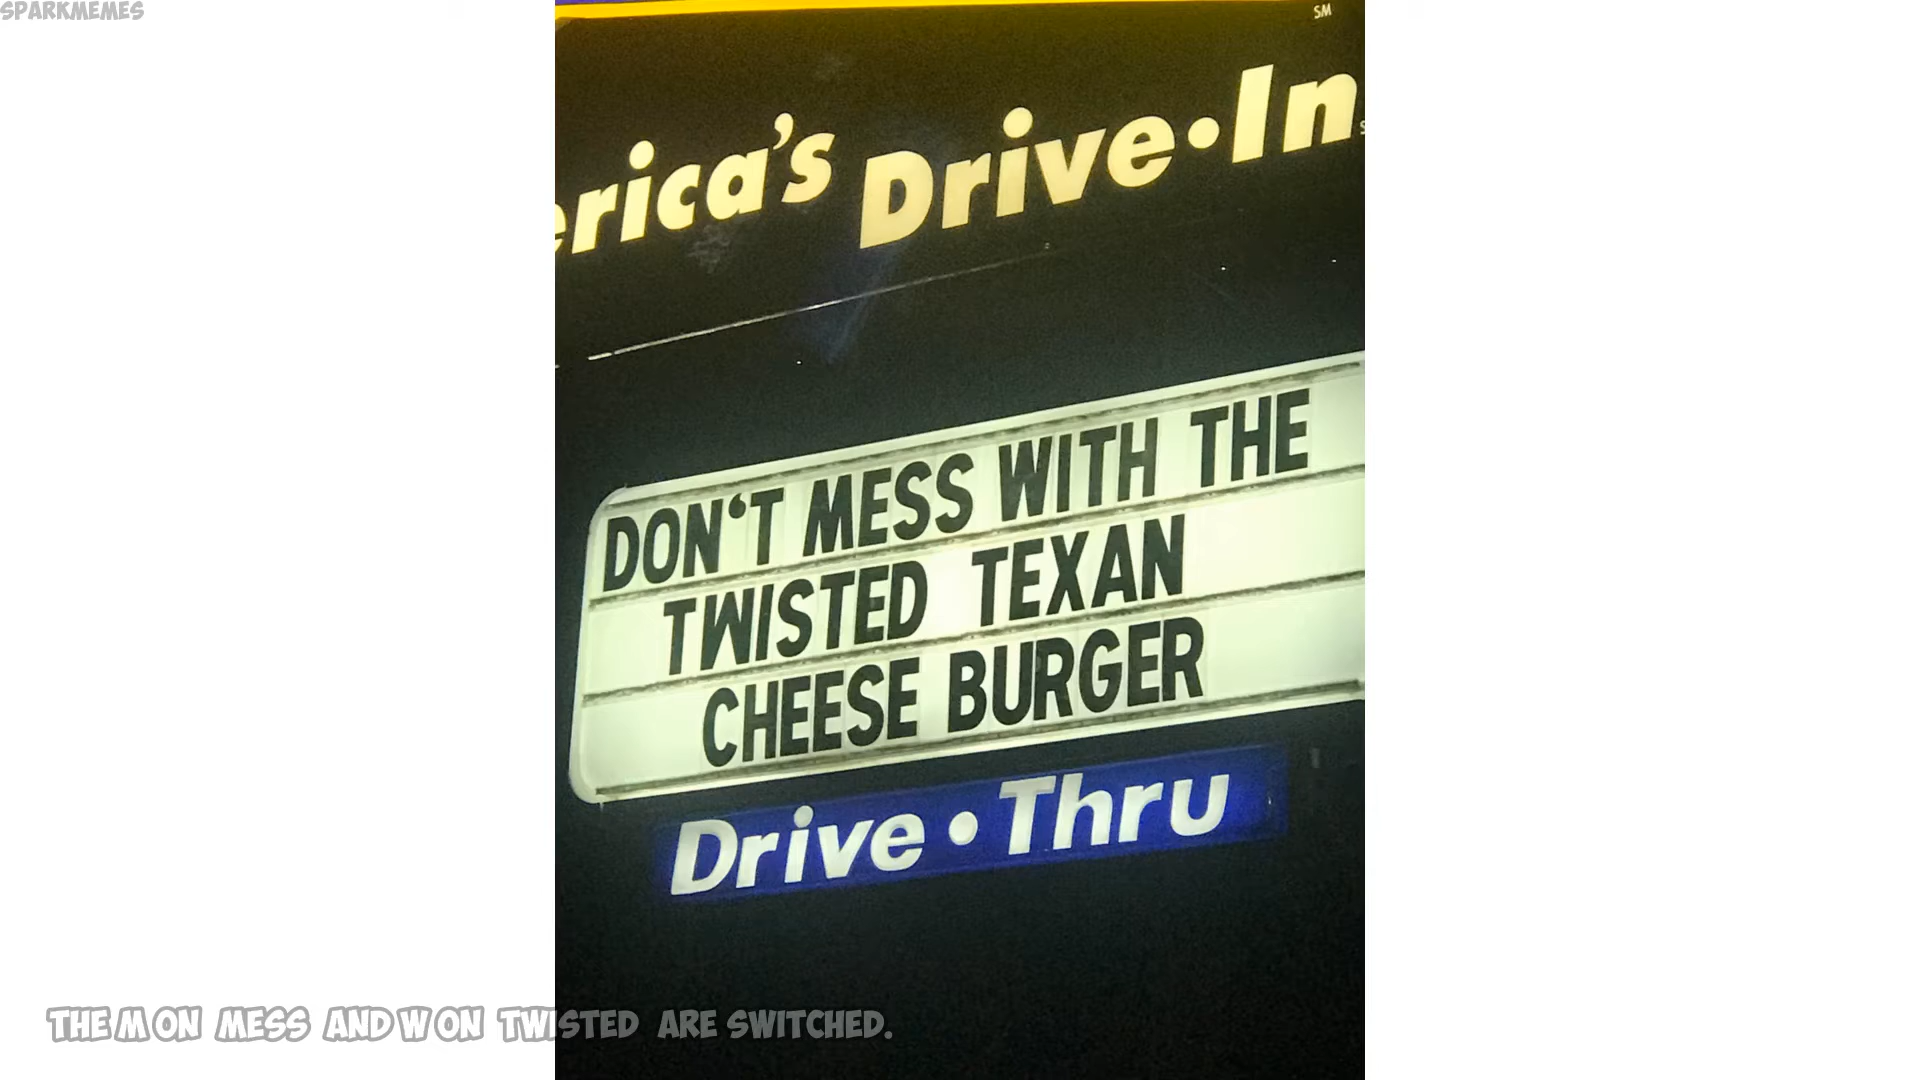 SPARKMEMES
SM
erica's Drive•In
DON'T MESS WITH THE
TWISTED TEXAN
CHEESE BURGER
Drive•Thru
THE M ON MESS AND W ON TWISTED ARE SWITCHED.